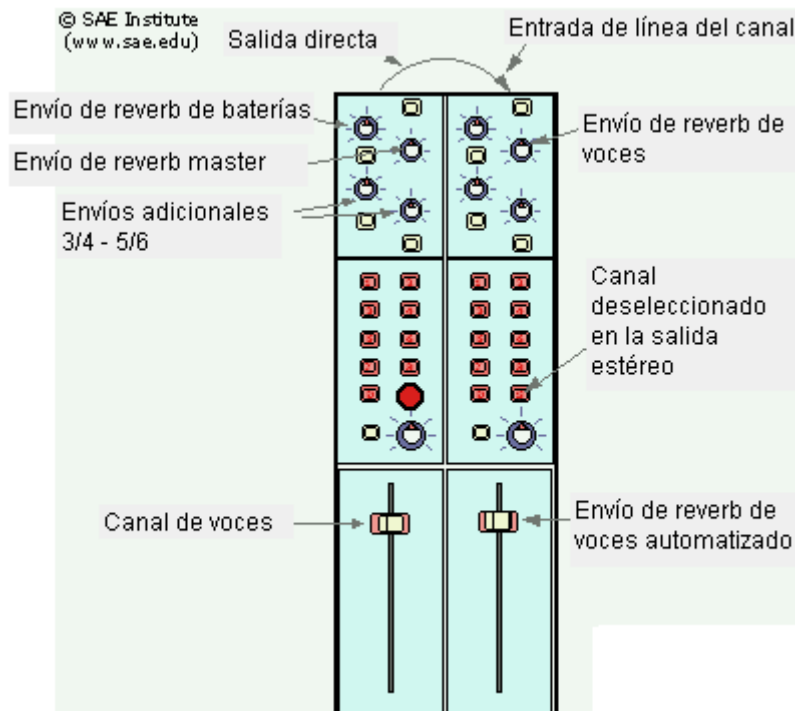 © SAE Institute
(www.sae.edu)
Salida directa
Entrada de línea del canal
Envío de reverb de baterías
Envío de reverb master
Envíos adicionales
3/4 - 5/6
Envío de reverb de
voces
Canal
deseleccionado
en la salida
estéreo
Canal de voces
Envío de reverb de
voces automatizado